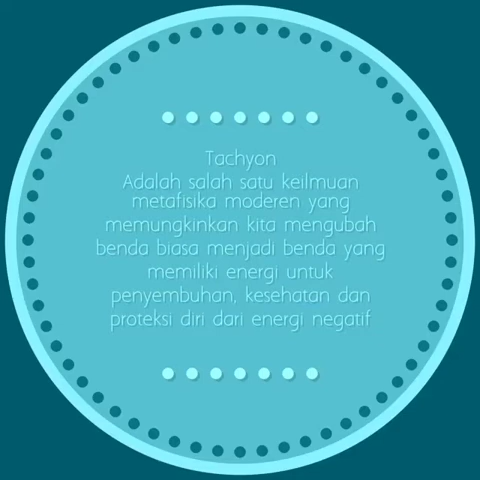 Tachyon
Adalah salah satu keilmuan
metafisika moderen yang
memungkinkan kita mengubah
benda biasa menjadi benda yang
memiliki energi untuk
penyembuhan, kesehatan dan
proteksi diri dari energi negatif